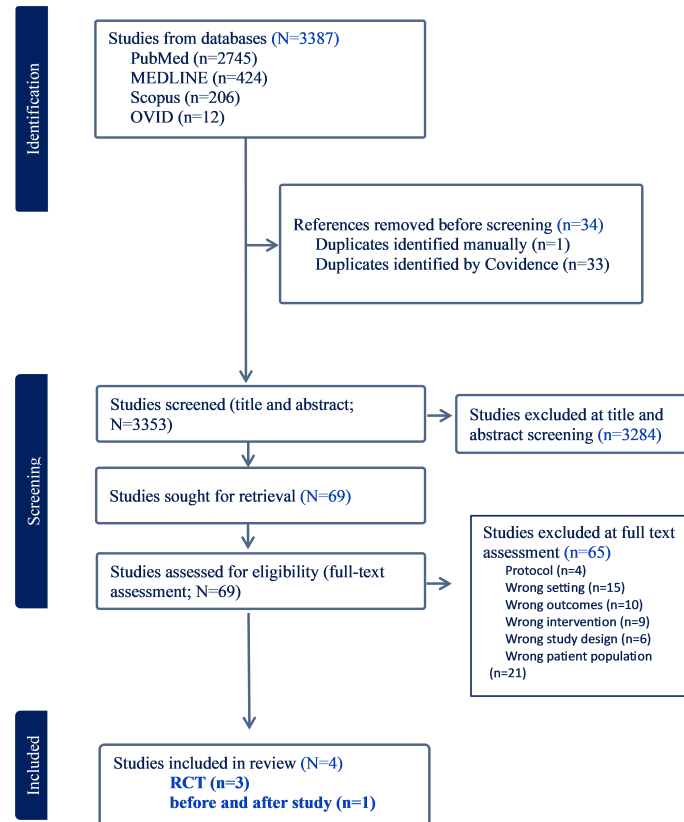 Identification
Studies from databases (N=3387)
PubMed (n=2745)
MEDLINE (n=424)
Scopus (n=206)
OVID (n=12)
References removed before screening (n=34)
Duplicates identified manually (n=1)
Duplicates identified by Covidence (n=33)
Screening
Studies screened (title and abstract;
N=3353)
Studies excluded at title and
abstract screening (n=3284)
Studies sought for retrieval (N=69)
Studies assessed for eligibility (full-text
assessment; N=69)
Studies excluded at full text
assessment (n=65)
Protocol (n=4)
Wrong setting (n=15)
Wrong outcomes (n=10)
Wrong intervention (n=9)
Wrong study design (n=6)
Wrong patient population
(n=21)
Included
Studies included in review (N=4)
RCT (n=3)
before and after study (n=1)